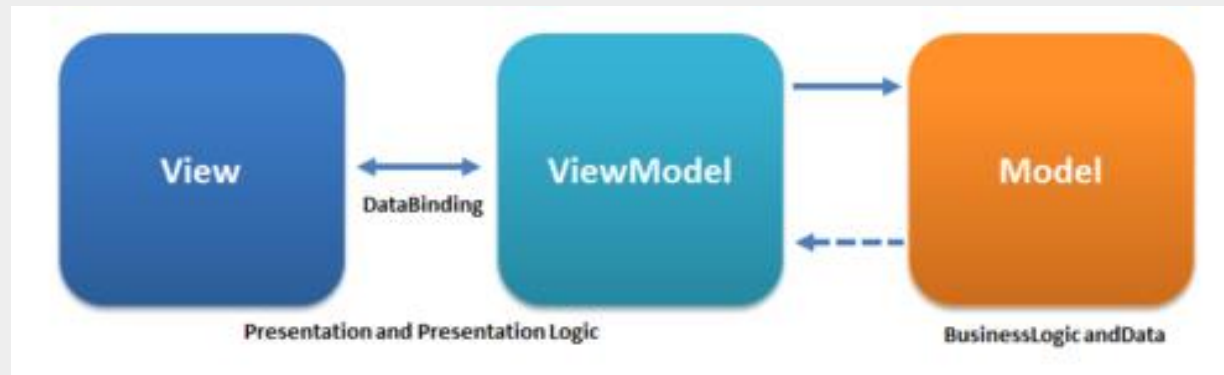 View
ViewModel
Model
DataBinding
Presentation and Presentation Logic
BusinessLogic andData